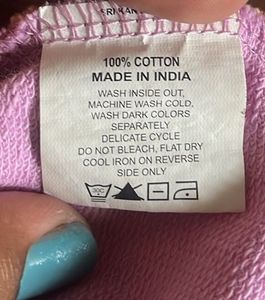 100% COTTON
MADE IN INDIA
WASH INSIDE OUT,
MACHINE WASH COLD,
WASH DARK COLORS
SEPARATELY
DELICATE CYCLE
DO NOT BLEACH, FLAT DRY
COOL IRON ON REVERSE
SIDE ONLY